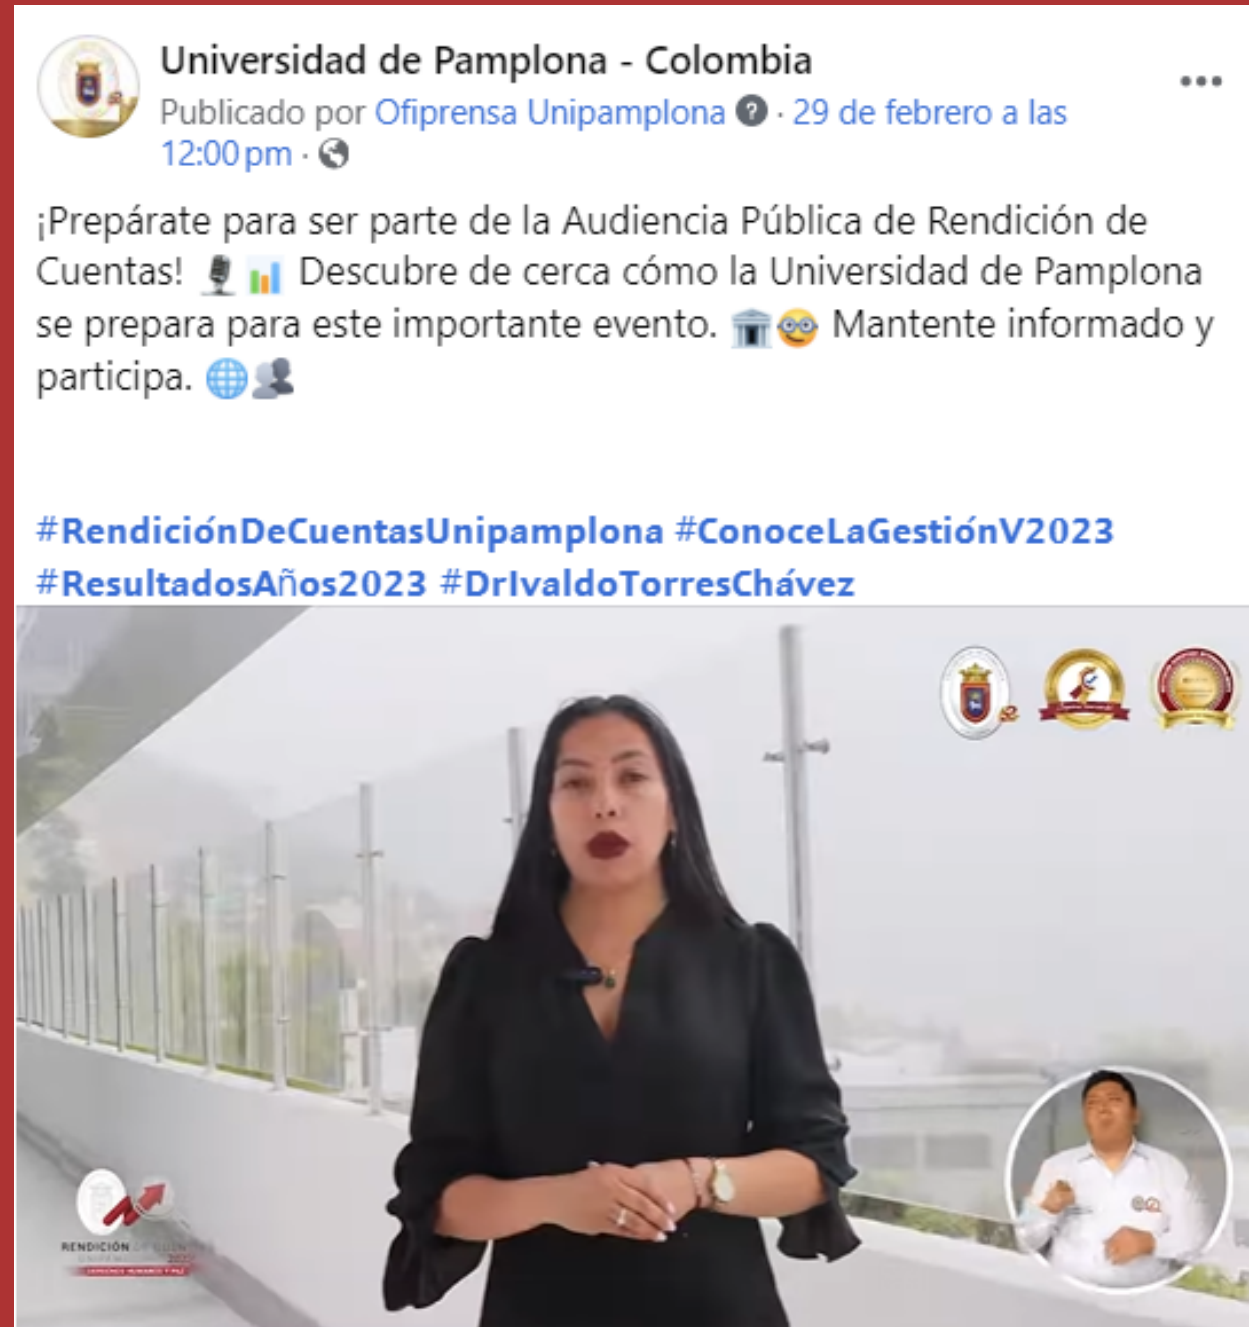 Universidad de Pamplona - Colombia
Publicado por Ofiprensa Unipamplona · 29 de febrero a las
12:00 pm ·
¡Prepárate para ser parte de la Audiencia Pública de Rendición de
Cuentas! 🎙️📊 Descubre de cerca cómo la Universidad de Pamplona
se prepara para este importante evento. 🏛️🤓 Mantente informado y
participa. 🌐👥
#RendiciónDeCuentasUnipamplona #ConoceLaGestiónV2023
#ResultadosAños2023 #DrIvaldoTorresChávez
RENDICIÓN